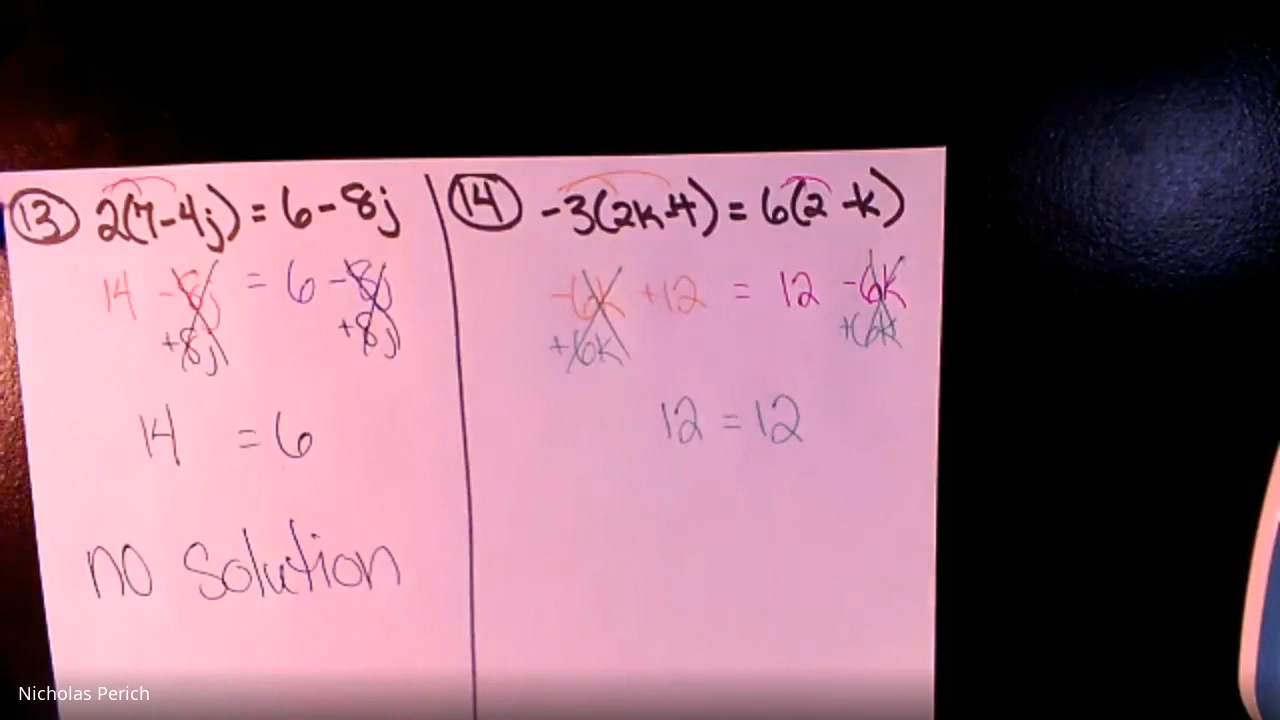 13 2(7-4j) = 6-8j
14 -8j = 6 -8j
+8j +8j
14 = 6
no solution
14 -3(2k-4) = 6(2-k)
-6k +12 = 12 -6k
+6k +6k
12 = 12
Nicholas Perich